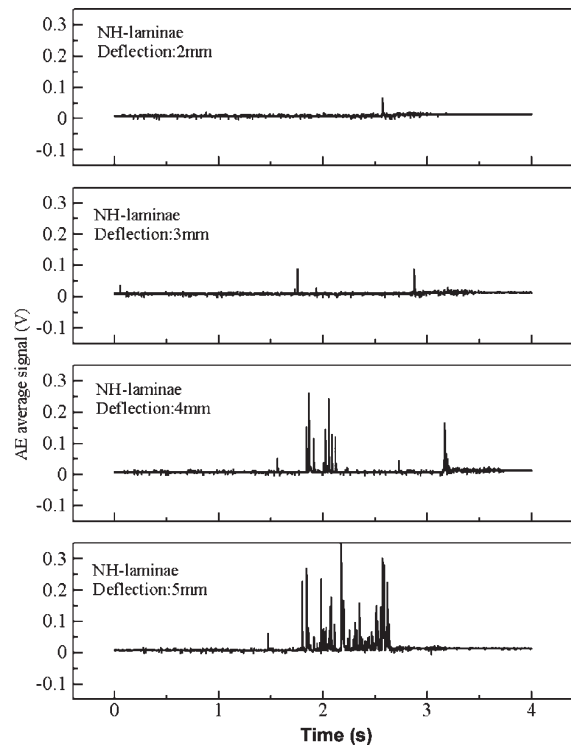 0.3
NH-laminae
0.2
Deflection:2mm
0.1
0
-0.1
0.3
NH-laminae
0.2
Deflection:3mm
0.1
0
-0.1
AE average signal (V)
0.3
NH-laminae
0.2
Deflection:4mm
0.1
0
-0.1
0.3
NH-laminae
0.2
Deflection:5mm
0.1
0
-0.1
0 1 2 3 4
Time (s)